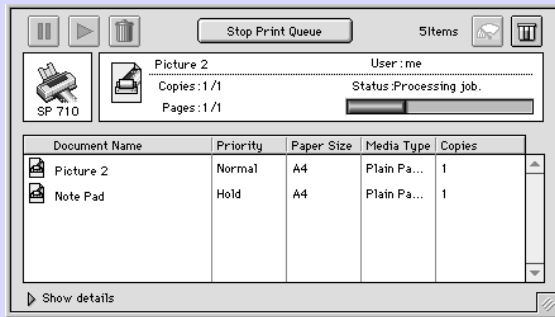 Stop Print Queue 5Items
Picture 2 User :me
Copies :1 /1 Status :Processing job.
SP 710 Pages :1 /1
Document Name Priority Paper Size Media Type Copies
Picture 2 Normal A4 Plain Pa... 1
Note Pad Hold A4 Plain Pa... 1
Show details